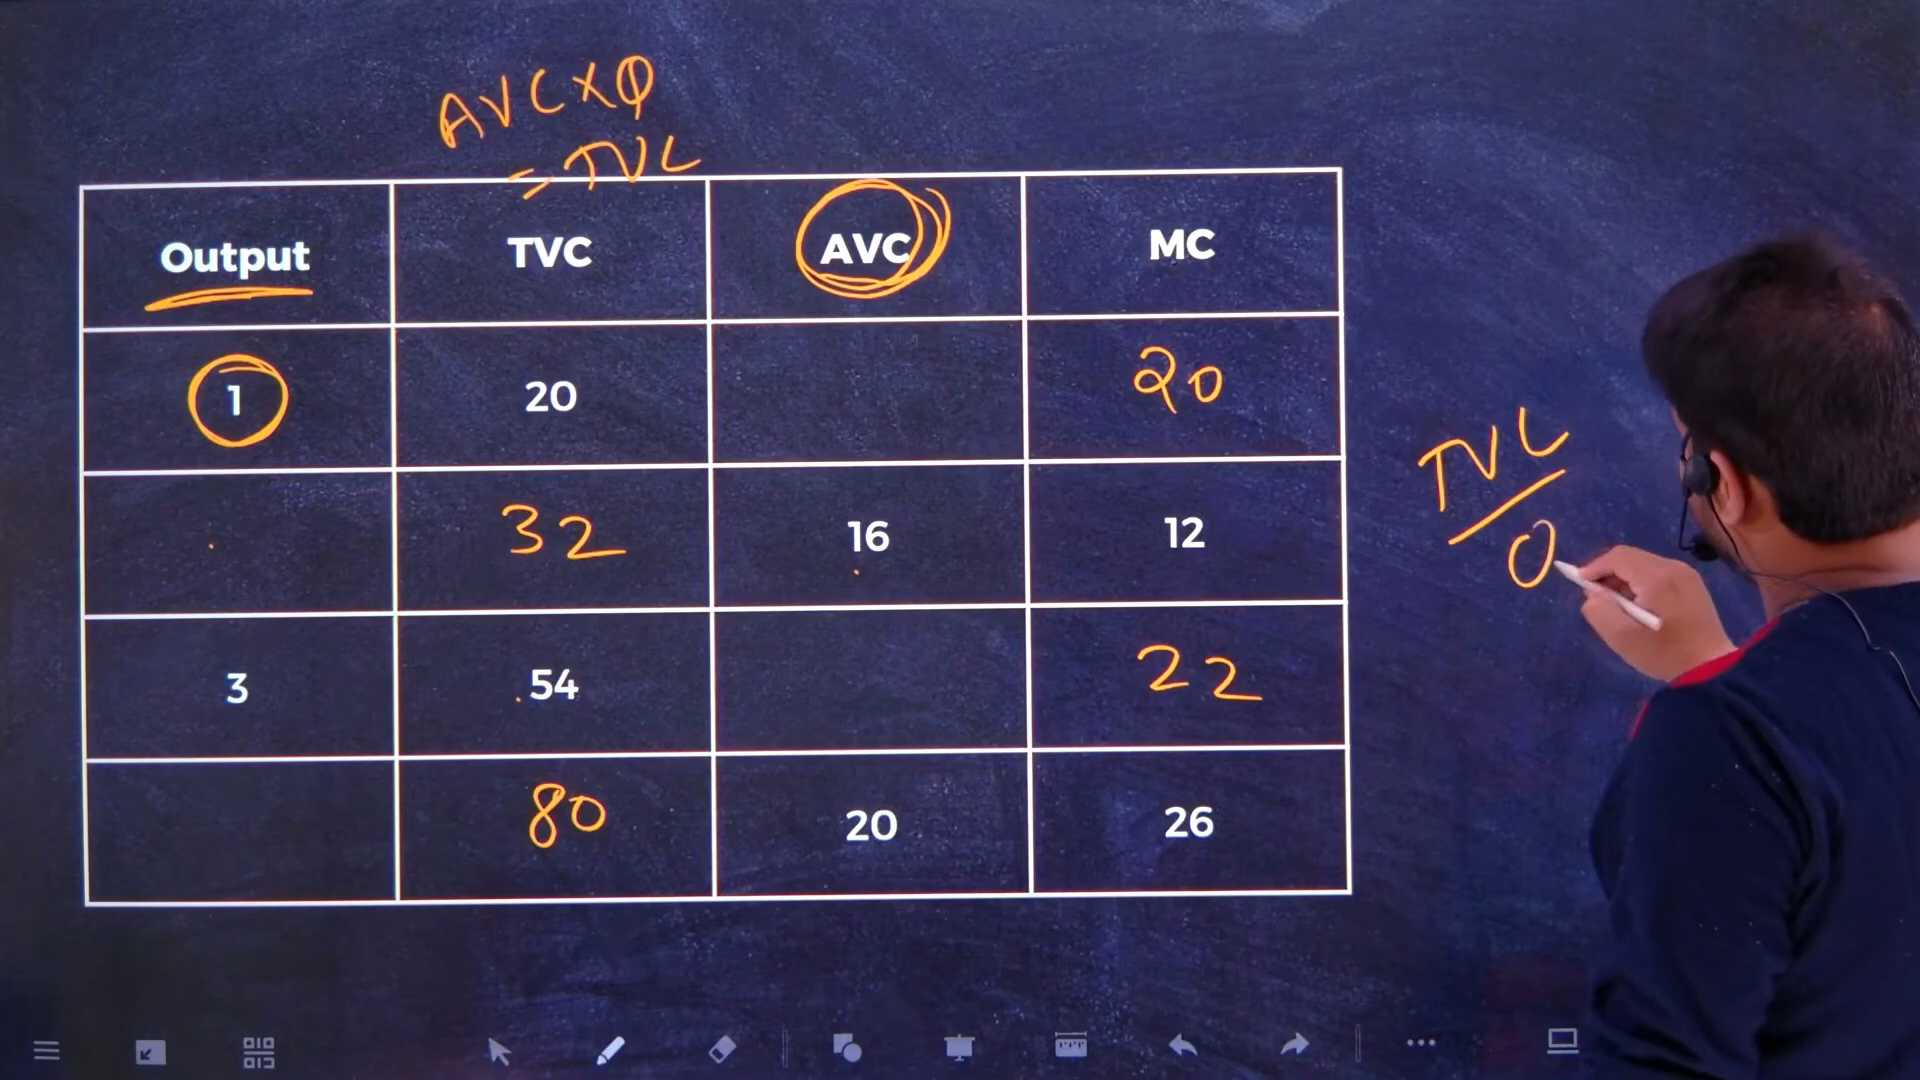 AVC×Q
=TVC
Output TVC AVC MC
1 20 20
32 16 12
3 54 22
80 20 26
TVC
Q